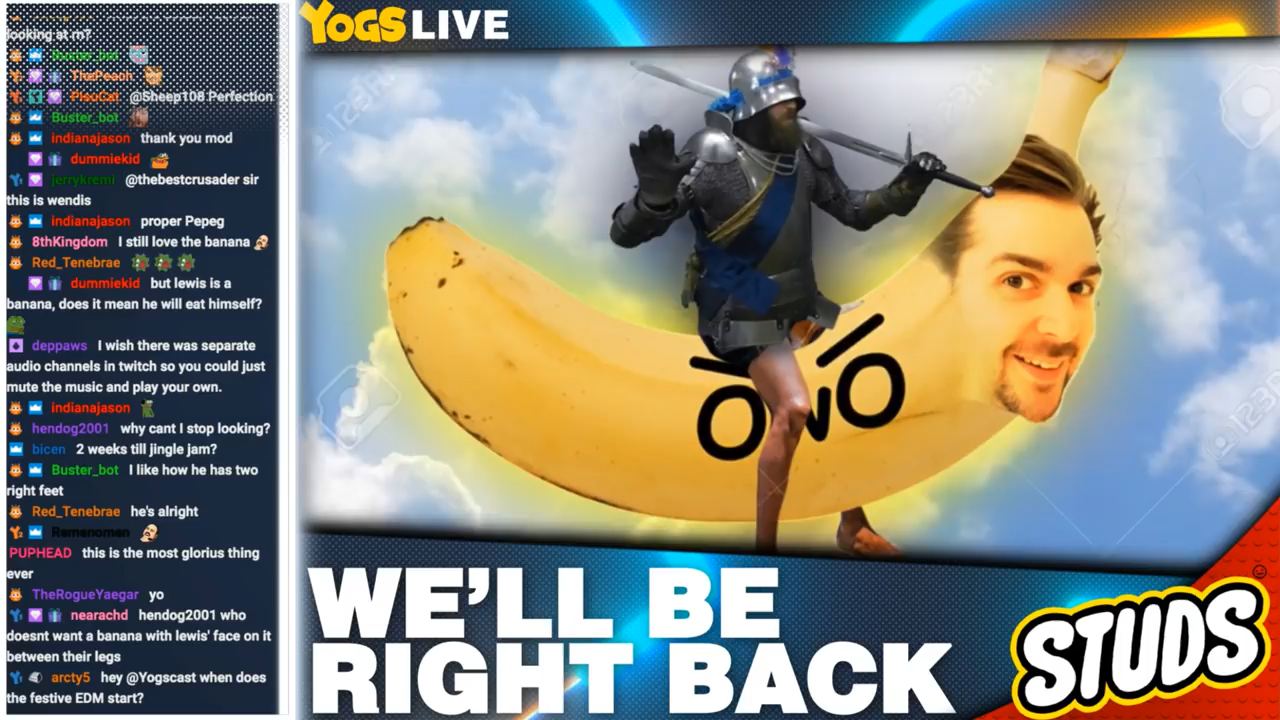 looking st rn?
Buster_bot
ThePeach
PisoCat @Sheep108 Perfection
Buster_bot
indianajason thank you mod
dummiekid
jerrykreml @thebestcrusader sir
this is wendis
indianajason proper Pepeg
8thKingdom I still love the banana
Red_Tenebrae
dummiekid but lewis is a
banana, does it mean he will eat himself?
deppaws I wish there was separate
audio channels in twitch so you could just
mute the music and play your own.
indianajason
hendog2001 why cant I stop looking?
bicen 2 weeks till jingle jam?
Buster_bot I like how he has two
right feet
Red_Tenebrae he's alright
Ramenomen
PUPHEAD this is the most glorius thing
ever
TheRogueYaegar yo
nearachd hendog2001 who
doesnt want a banana with lewis' face on it
between their legs
arcty5 hey @Yogscast when does
the festive EDM start?
YOGS LIVE
OWO
WE'LL BE
RIGHT BACK
STUDS